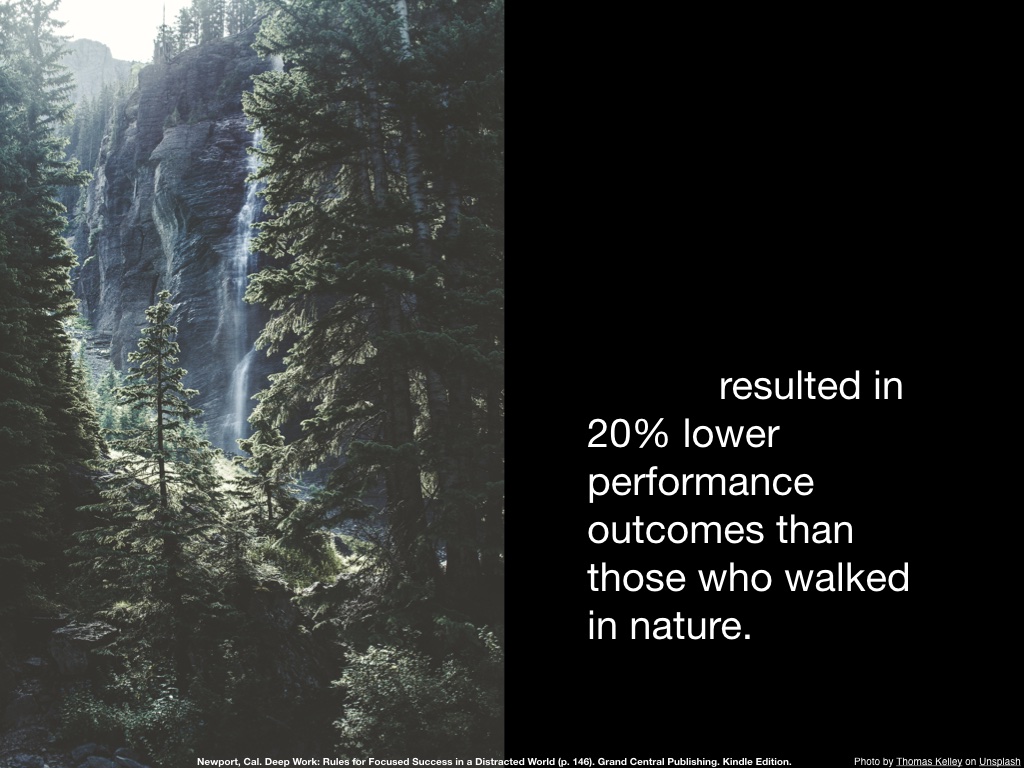 resulted in
20% lower
performance
outcomes than
those who walked
in nature.
Newport, Cal. Deep Work: Rules for Focused Success in a Distracted World (p. 146). Grand Central Publishing. Kindle Edition.
Photo by Thomas Kelley on Unsplash